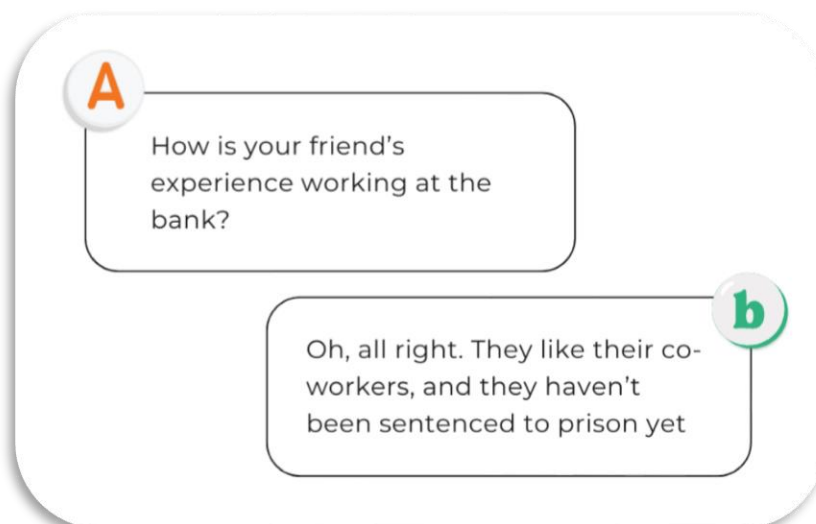 A
How is your friend’s
experience working at the
bank?
b
Oh, all right. They like their co-
workers, and they haven’t
been sentenced to prison yet